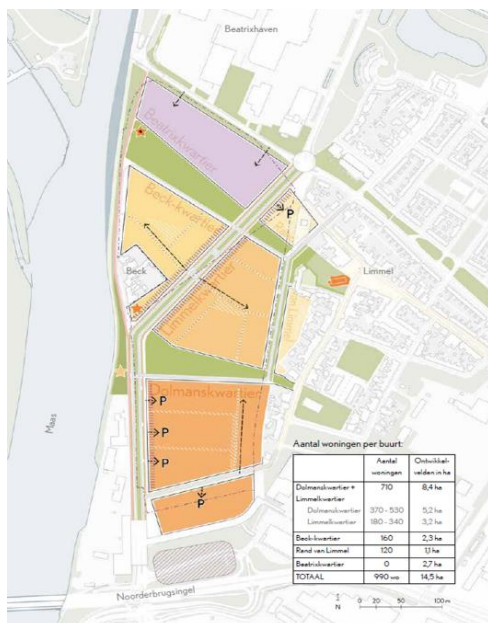 Beatrixhaven
Beatrixkwartier
Beck-kwartier
P
Beck
Limmelkwartier
Limmel
Maas
Dolmanskwartier
P
P
P
P
Noorderbrugsingel
Aantal woningen per buurt:
Aantal woningen Ontwikkel-velden in ha
Dolmanskwartier + Limmelkwartier 710 8,4 ha
Dolmanskwartier 370 - 530 5,2 ha
Limmelkwartier 180 - 340 3,2 ha
Beck-kwartier 160 2,3 ha
Rand van Limmel 120 1,1 ha
Beatrixkwartier 0 2,7 ha
TOTAAL 990 wo 14,5 ha
N
0 20 50 100 m